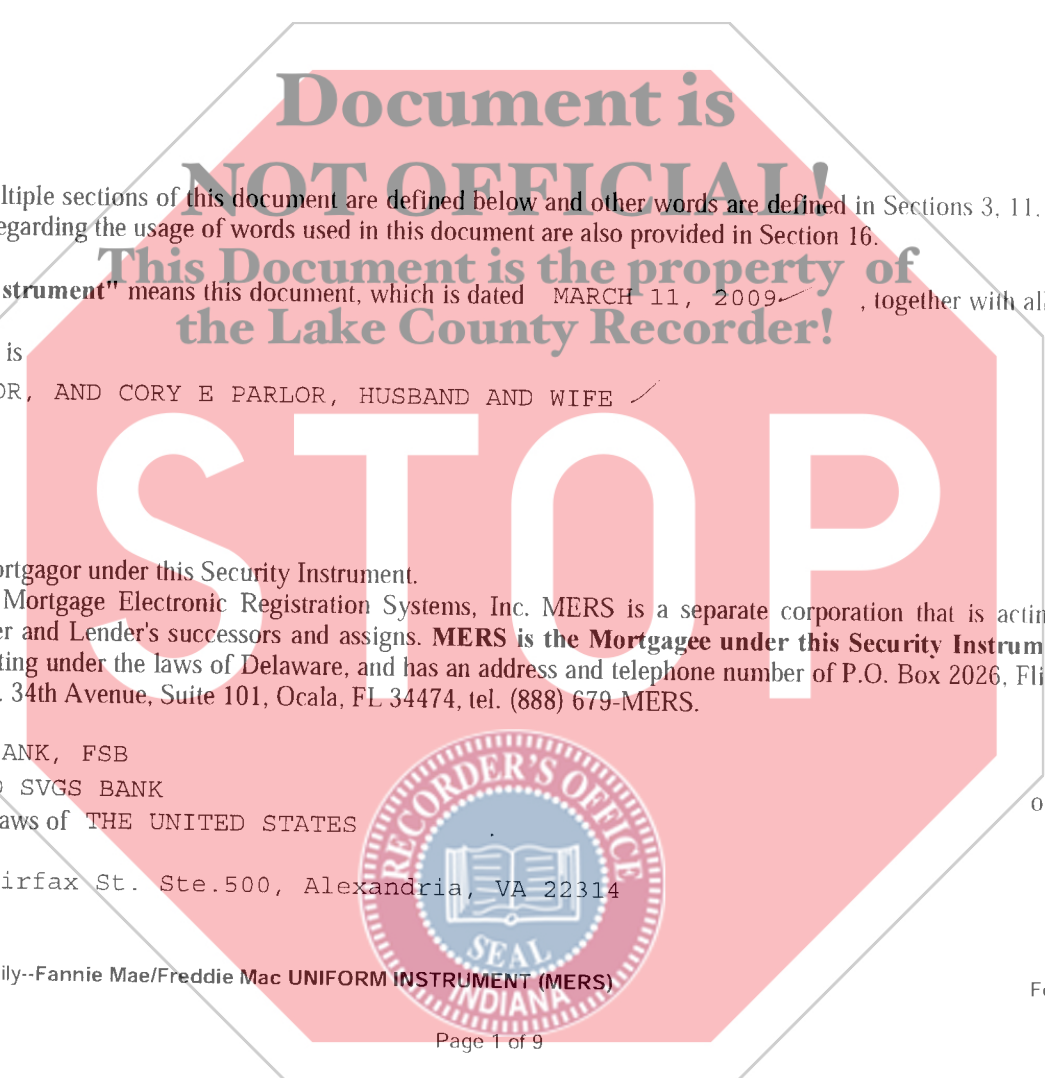 Document is
NOT OFFICIAL!
ltiple sections of this document are defined below and other words are defined in Sections 3, 11.
egarding the usage of words used in this document are also provided in Section 16.
This Document is the property of
strument" means this document, which is dated MARCH 11, 2009 , together with al
the Lake County Recorder!
is
OR, AND CORY E PARLOR, HUSBAND AND WIFE
STOP
ortgagor under this Security Instrument.
Mortgage Electronic Registration Systems, Inc. MERS is a separate corporation that is actin
er and Lender's successors and assigns. MERS is the Mortgagee under this Security Instrum
ting under the laws of Delaware, and has an address and telephone number of P.O. Box 2026, Fli
. 34th Avenue, Suite 101, Ocala, FL 34474, tel. (888) 679-MERS.
ANK, FSB
SVGS BANK
o
aws of THE UNITED STATES
RECORDER'S OFFICE
irfax St. Ste.500, Alexandria, VA 22314
SEAL
INDIANA
ily--Fannie Mae/Freddie Mac UNIFORM INSTRUMENT (MERS)
Fo
Page 1 of 9